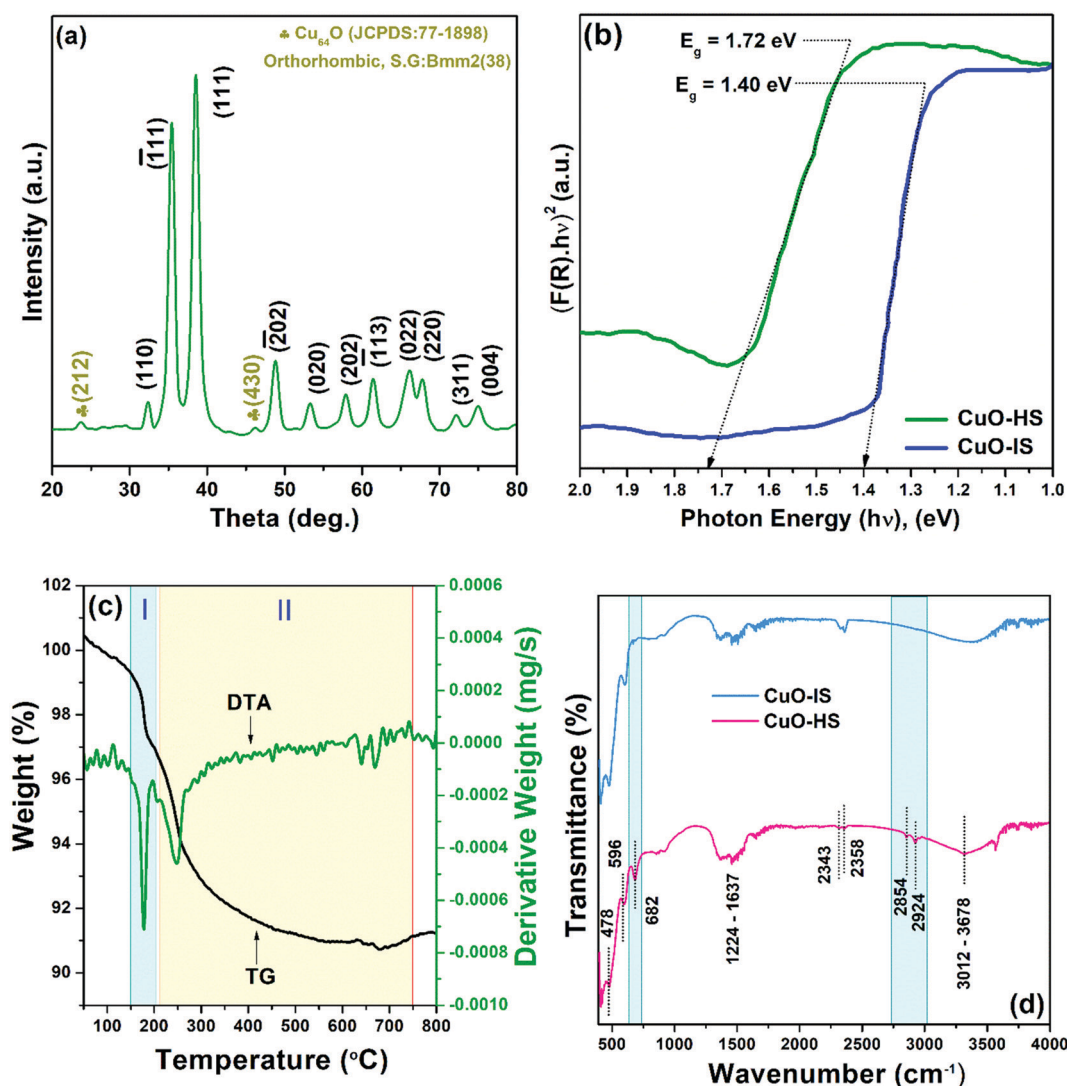 (a)
♣ Cu64O (JCPDS:77-1898)
Orthorhombic, S.G:Bmm2(38)
Intensity (a.u.)
♣(212)
(110)
(1̅11)
(111)
♣(430)
(2̅02)
(020)
(202)
(1̅13)
(022)
(220)
(311)
(004)
20 30 40 50 60 70 80
Theta (deg.)
(b)
Eg = 1.72 eV
Eg = 1.40 eV
(F(R).hν)² (a.u.)
CuO-HS
CuO-IS
2.0 1.9 1.8 1.7 1.6 1.5 1.4 1.3 1.2 1.1 1.0
Photon Energy (hν), (eV)
(c)
I
II
102
100
98
96
94
92
90
Weight (%)
DTA
TG
0.0006
0.0004
0.0002
0.0000
-0.0002
-0.0004
-0.0006
-0.0008
-0.0010
Derivative Weight (mg/s)
100 200 300 400 500 600 700 800
Temperature (oC)
Transmittance (%)
CuO-IS
CuO-HS
478
596
682
1224 - 1637
2343
2358
2854
2924
3012 - 3678
(d)
500 1000 1500 2000 2500 3000 3500 4000
Wavenumber (cm-1)